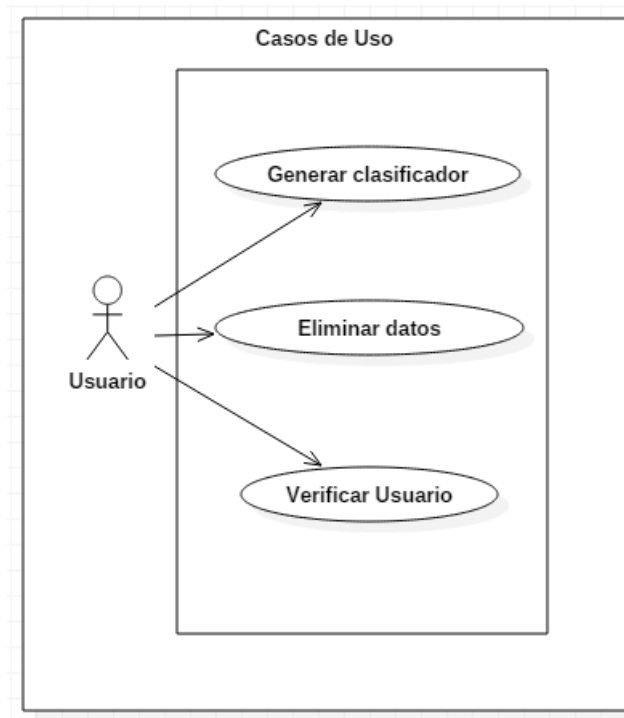 Casos de Uso
Generar clasificador
Eliminar datos
Usuario
Verificar Usuario